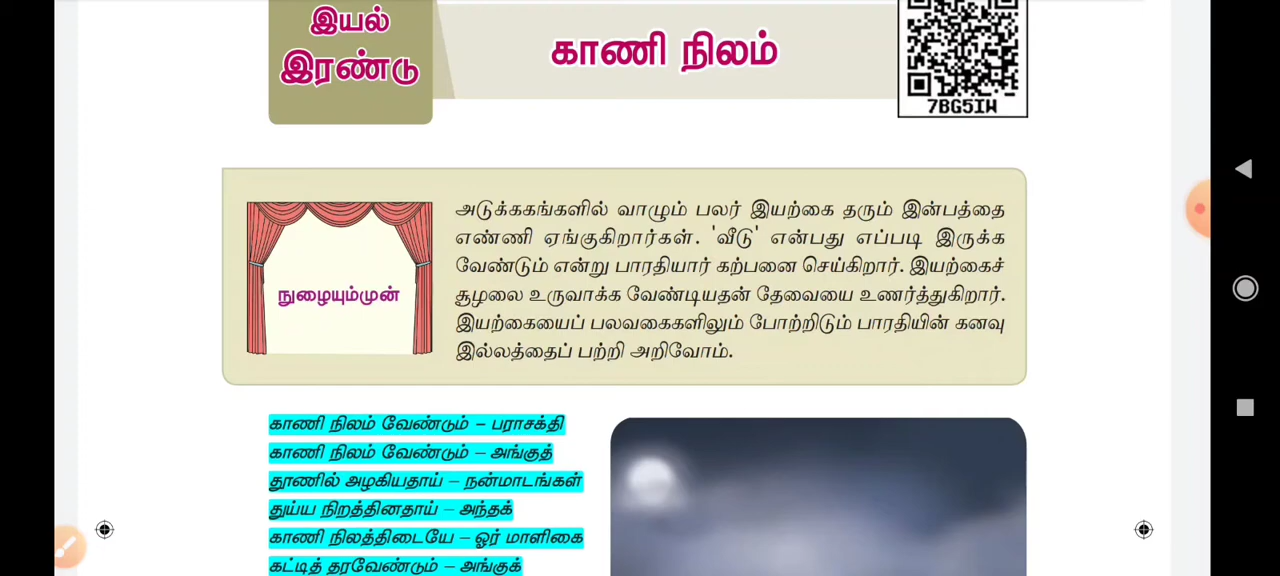 இயல்
இரண்டு
காணி நிலம்
7BG5IW
நுழையும்முன்
அடுக்ககங்களில் வாழும் பலர் இயற்கை தரும் இன்பத்தை
எண்ணி ஏங்குகிறார்கள். 'வீடு' என்பது எப்படி இருக்க
வேண்டும் என்று பாரதியார் கற்பனை செய்கிறார். இயற்கைச்
சூழலை உருவாக்க வேண்டியதன் தேவையை உணர்த்துகிறார்.
இயற்கையைப் பலவகைகளிலும் போற்றிடும் பாரதியின் கனவு
இல்லத்தைப் பற்றி அறிவோம்.
காணி நிலம் வேண்டும் – பராசக்தி
காணி நிலம் வேண்டும் – அங்குத்
தூணில் அழகியதாய் – நன்மாடங்கள்
துய்ய நிறத்தினதாய் – அந்தக்
காணி நிலத்திடையே – ஓர் மாளிகை
கட்டித் தரவேண்டும் – அங்குக்